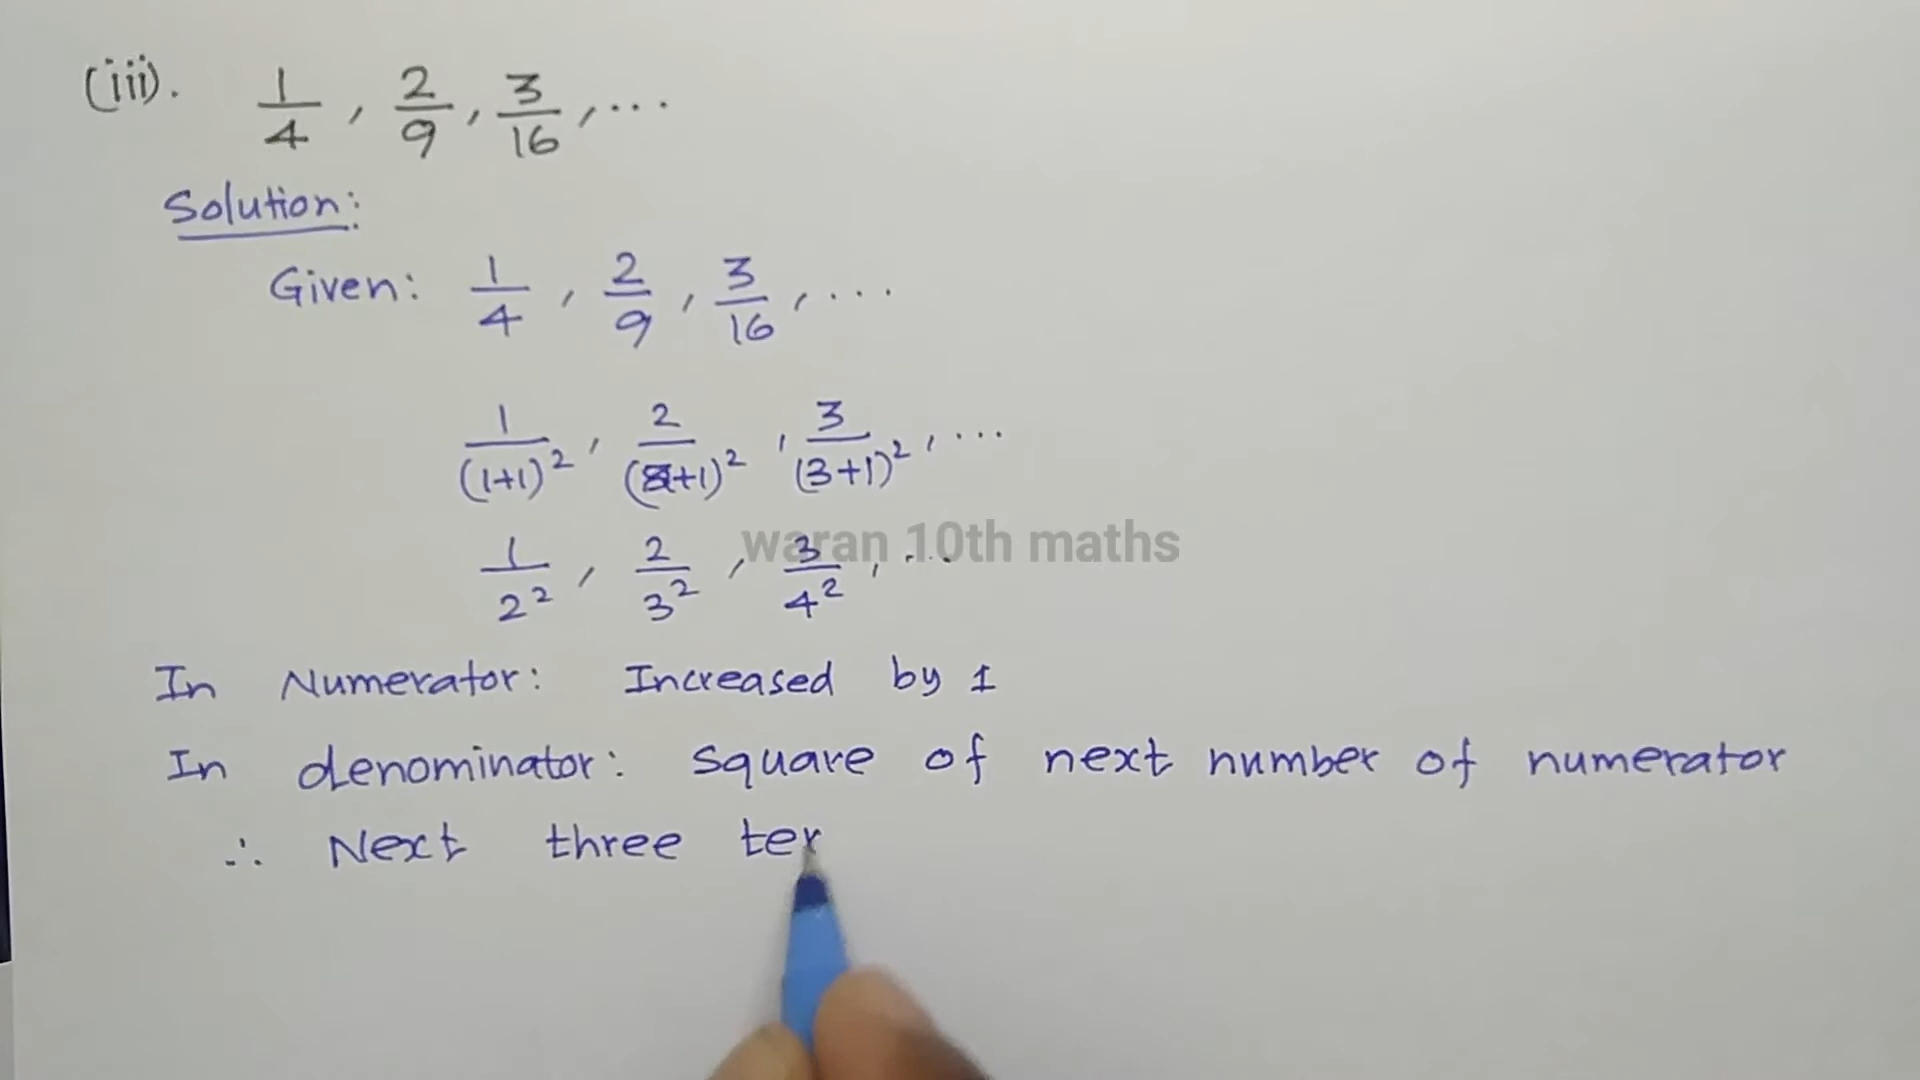 (iii). 1/4, 2/9, 3/16, ...
Solution:
Given: 1/4, 2/9, 3/16, ...
1/(1+1)², 2/(2+1)², 3/(3+1)², ...
waran 10th maths
1/2², 2/3², 3/4², ...
In Numerator: Increased by 1
In denominator: Square of next number of numerator
∴ Next three ter